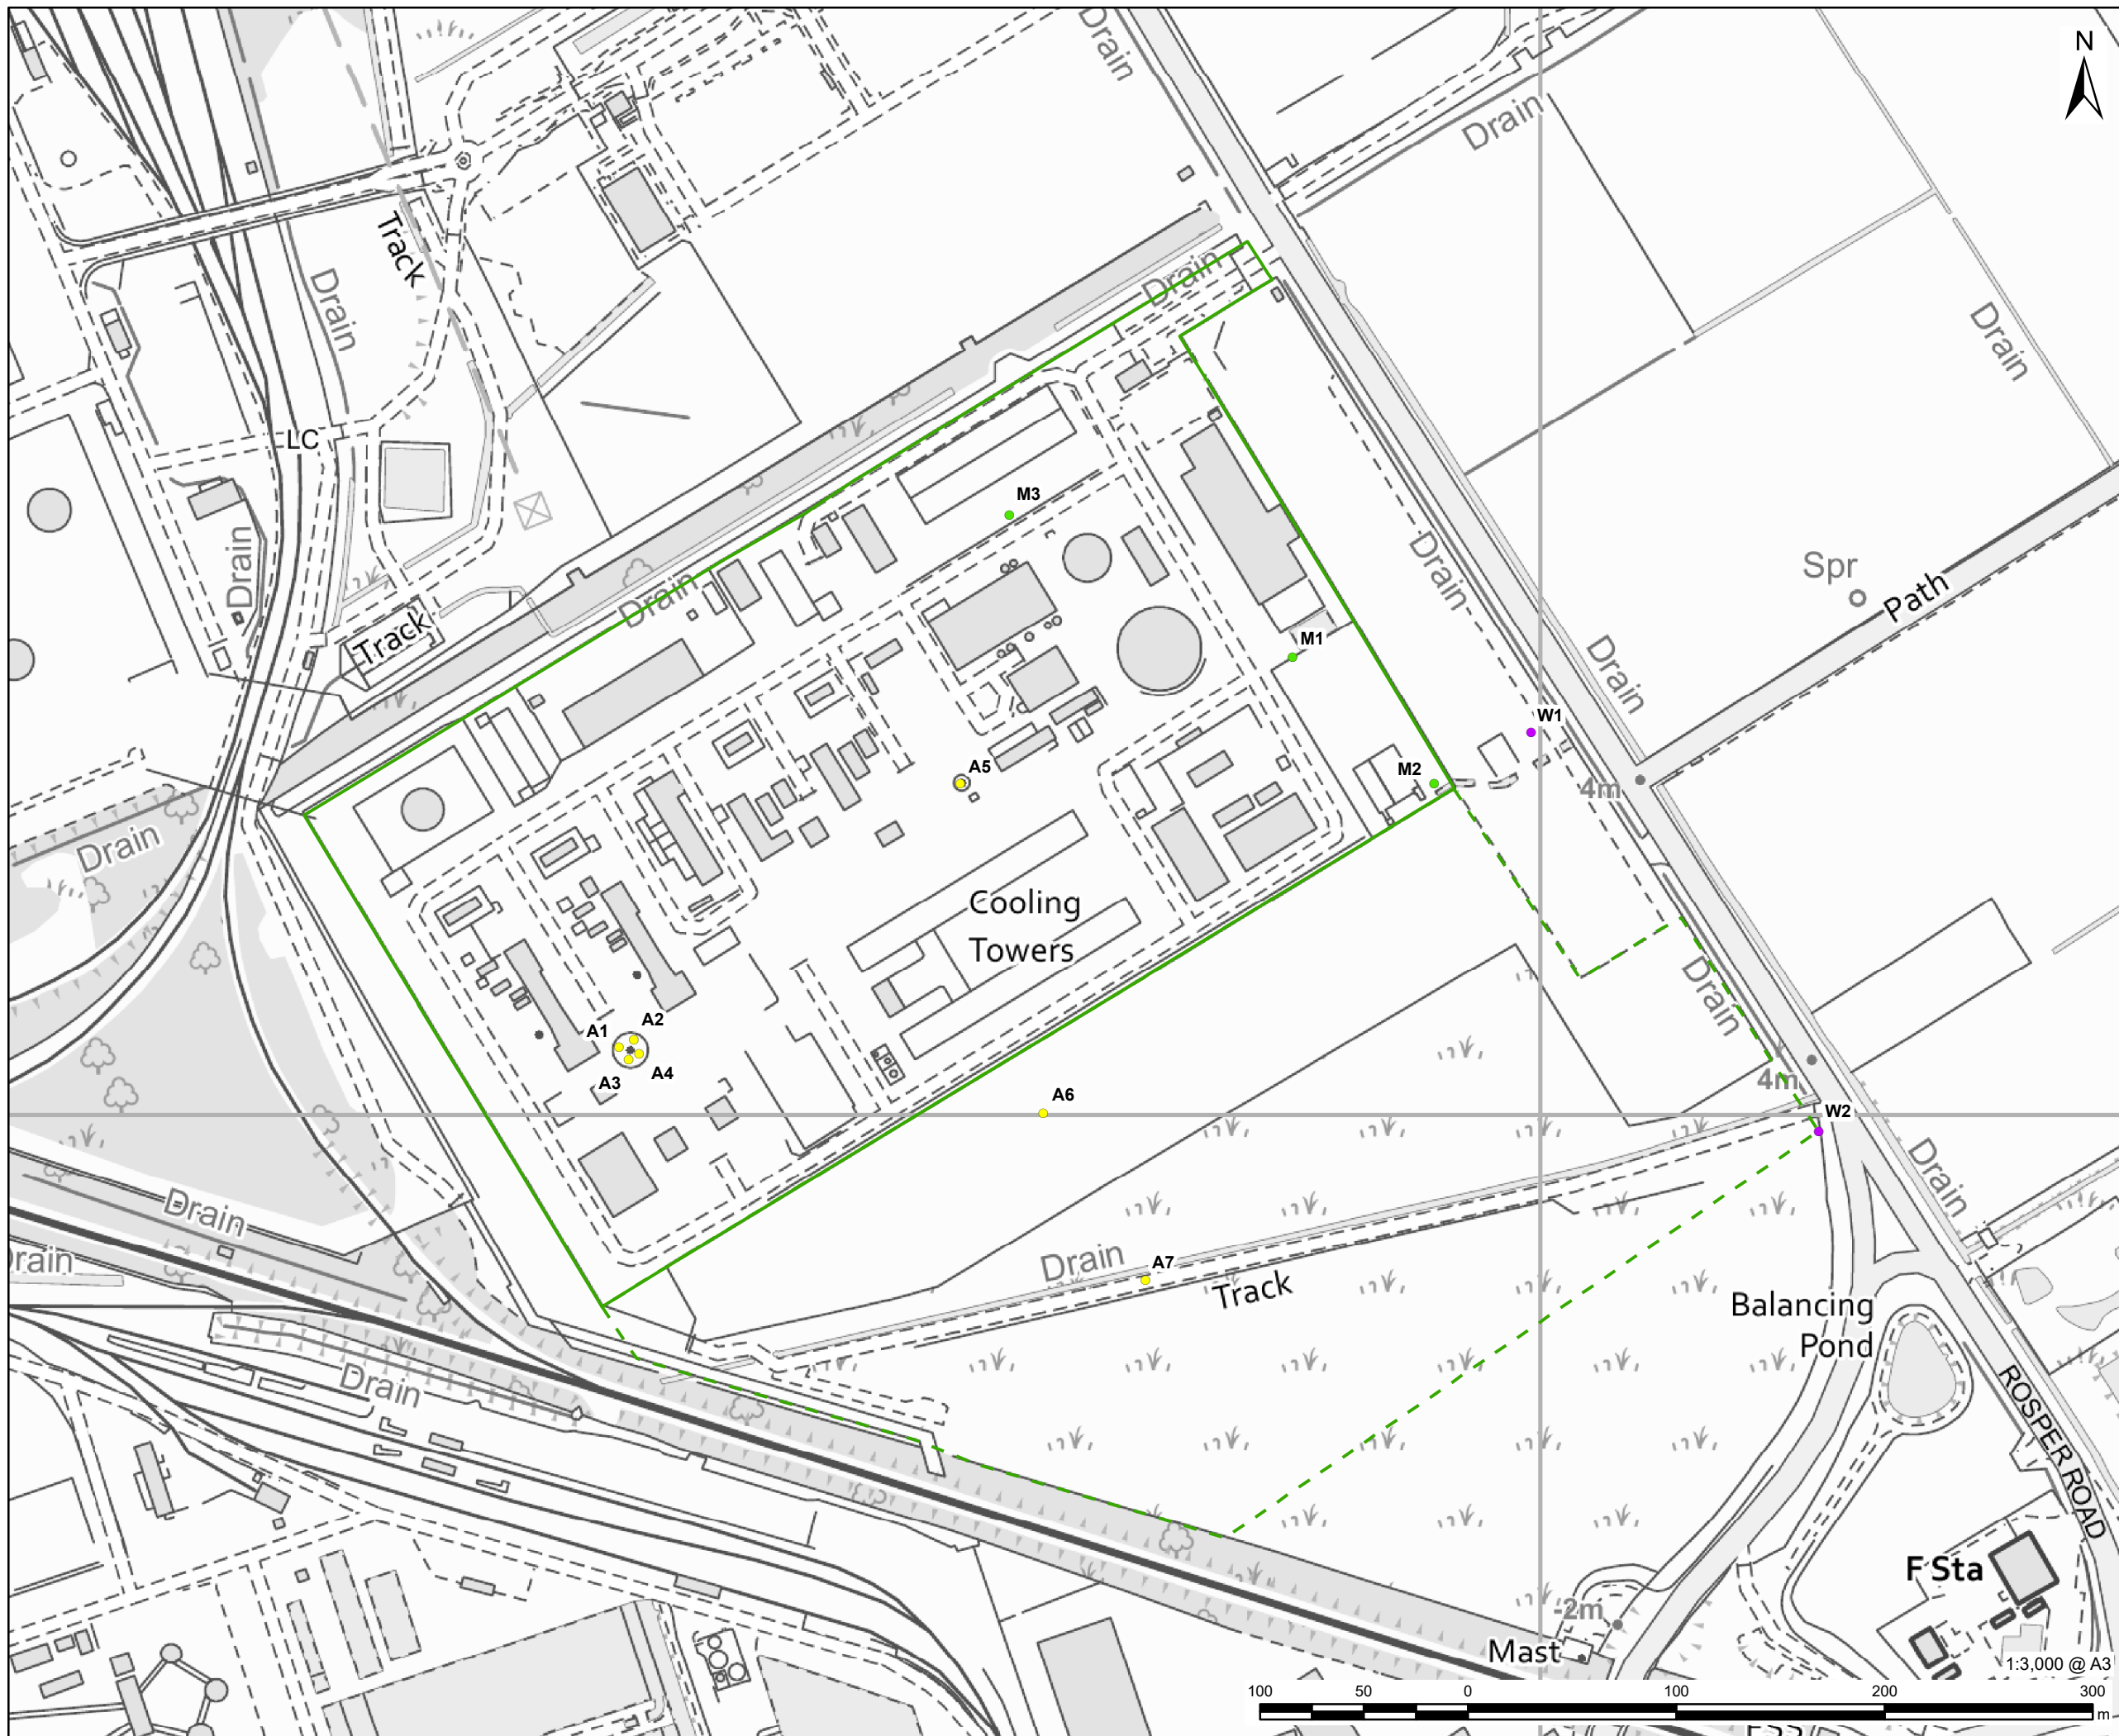 Drain
N
Drain
Track
Drain
Drain
Drain
LC
M3
Drain
Drain
Spr
Path
Drain
Track
M1
Drain
W1
A5
M2
4m
Drain
Cooling
Towers
Drain
A1
A2
A3
A4
4m
A6
W2
Drain
Drain
Drain
Drain
A7
Track
Balancing
Pond
Drain
ROSPER ROAD
F Sta
-2m
Mast
1:3,000 @ A3
100
50
0
100
200
300
m